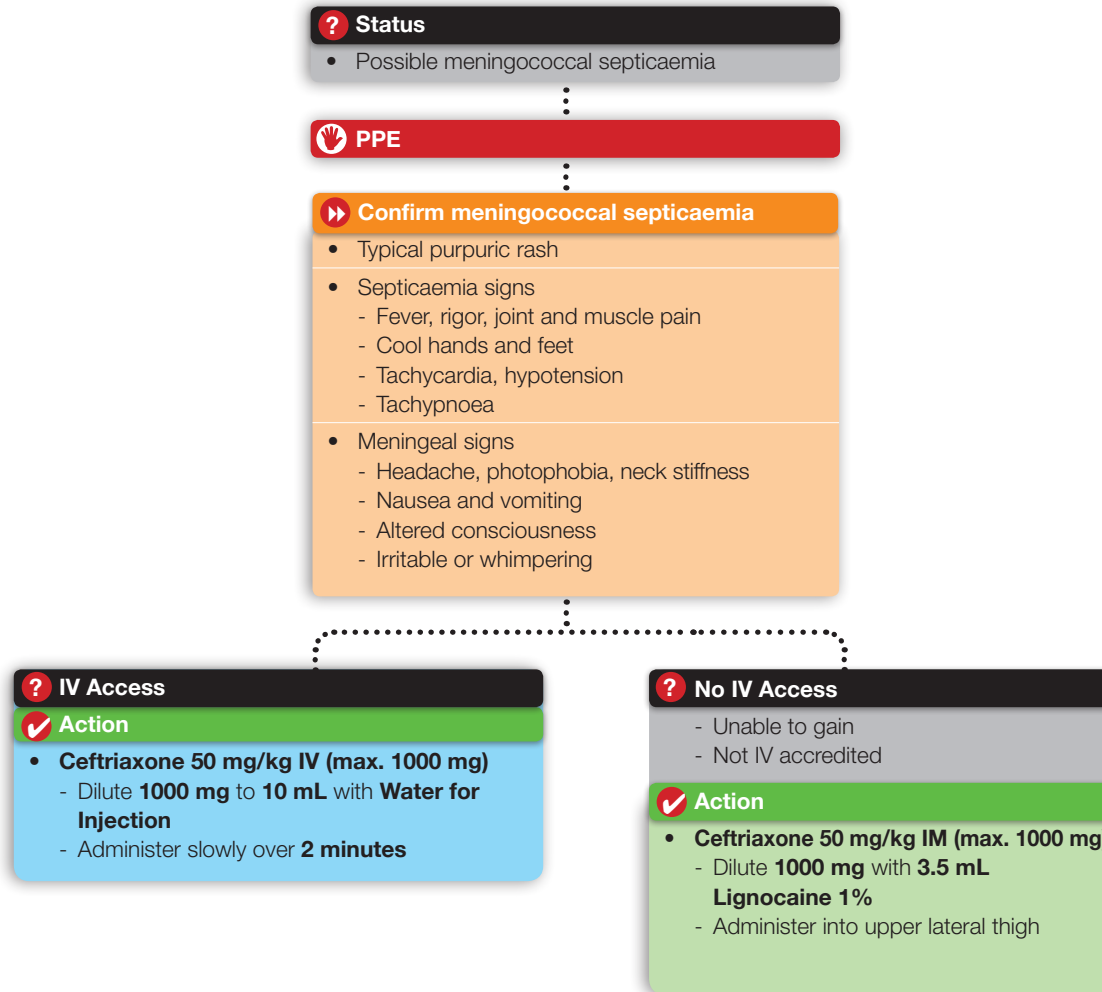 Status
• Possible meningococcal septicaemia
PPE
Confirm meningococcal septicaemia
• Typical purpuric rash
• Septicaemia signs
- Fever, rigor, joint and muscle pain
- Cool hands and feet
- Tachycardia, hypotension
- Tachypnoea
• Meningeal signs
- Headache, photophobia, neck stiffness
- Nausea and vomiting
- Altered consciousness
- Irritable or whimpering
? IV Access
Action
• Ceftriaxone 50 mg/kg IV (max. 1000 mg)
- Dilute 1000 mg to 10 mL with Water for
Injection
- Administer slowly over 2 minutes
? No IV Access
- Unable to gain
- Not IV accredited
Action
• Ceftriaxone 50 mg/kg IM (max. 1000 mg
- Dilute 1000 mg with 3.5 mL
Lignocaine 1%
- Administer into upper lateral thigh